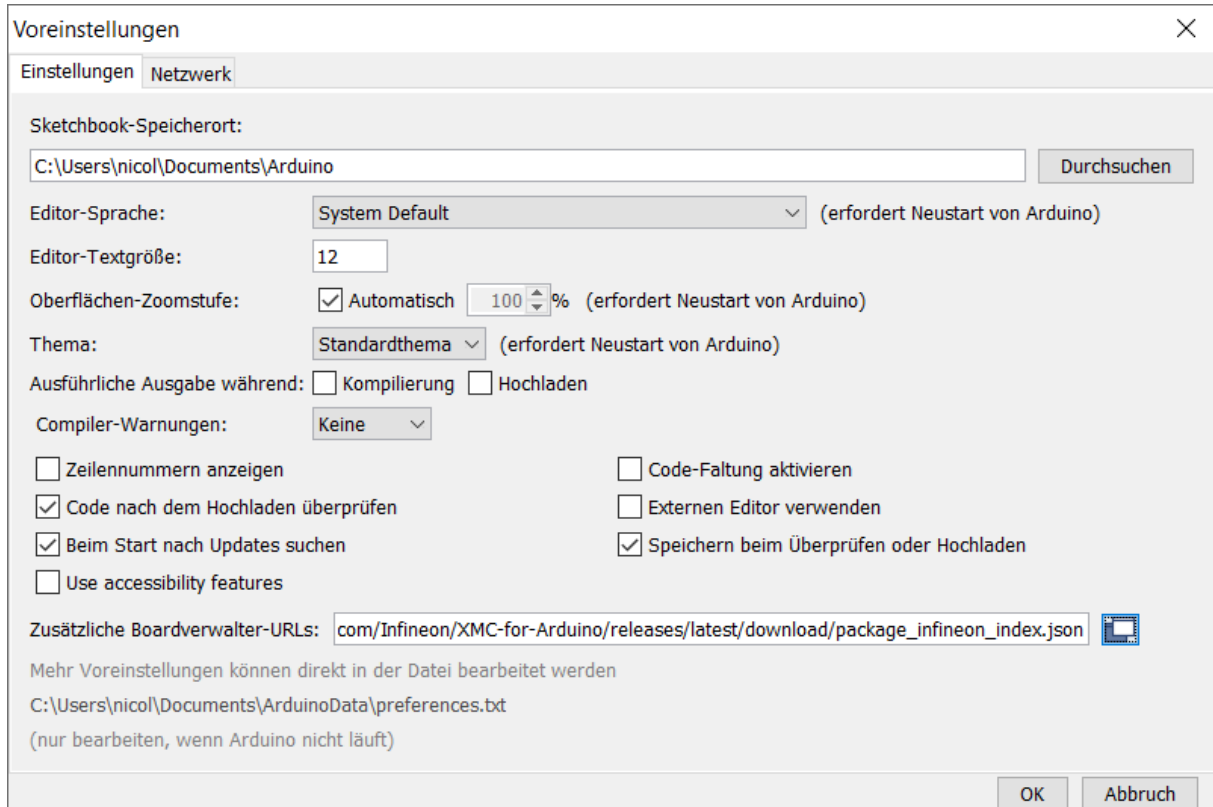 Voreinstellungen
Einstellungen Netzwerk
Sketchbook-Speicherort:
C:\Users\nicol\Documents\Arduino Durchsuchen
Editor-Sprache: System Default (erfordert Neustart von Arduino)
Editor-Textgröße: 12
Oberflächen-Zoomstufe: Automatisch 100 % (erfordert Neustart von Arduino)
Thema: Standardthema (erfordert Neustart von Arduino)
Ausführliche Ausgabe während: Kompilierung Hochladen
Compiler-Warnungen: Keine
Zeilennummern anzeigen Code-Faltung aktivieren
Code nach dem Hochladen überprüfen Externen Editor verwenden
Beim Start nach Updates suchen Speichern beim Überprüfen oder Hochladen
Use accessibility features
Zusätzliche Boardverwalter-URLs: com/Infineon/XMC-for-Arduino/releases/latest/download/package_infineon_index.json
Mehr Voreinstellungen können direkt in der Datei bearbeitet werden
C:\Users\nicol\Documents\ArduinoData\preferences.txt
(nur bearbeiten, wenn Arduino nicht läuft)
OK Abbruch